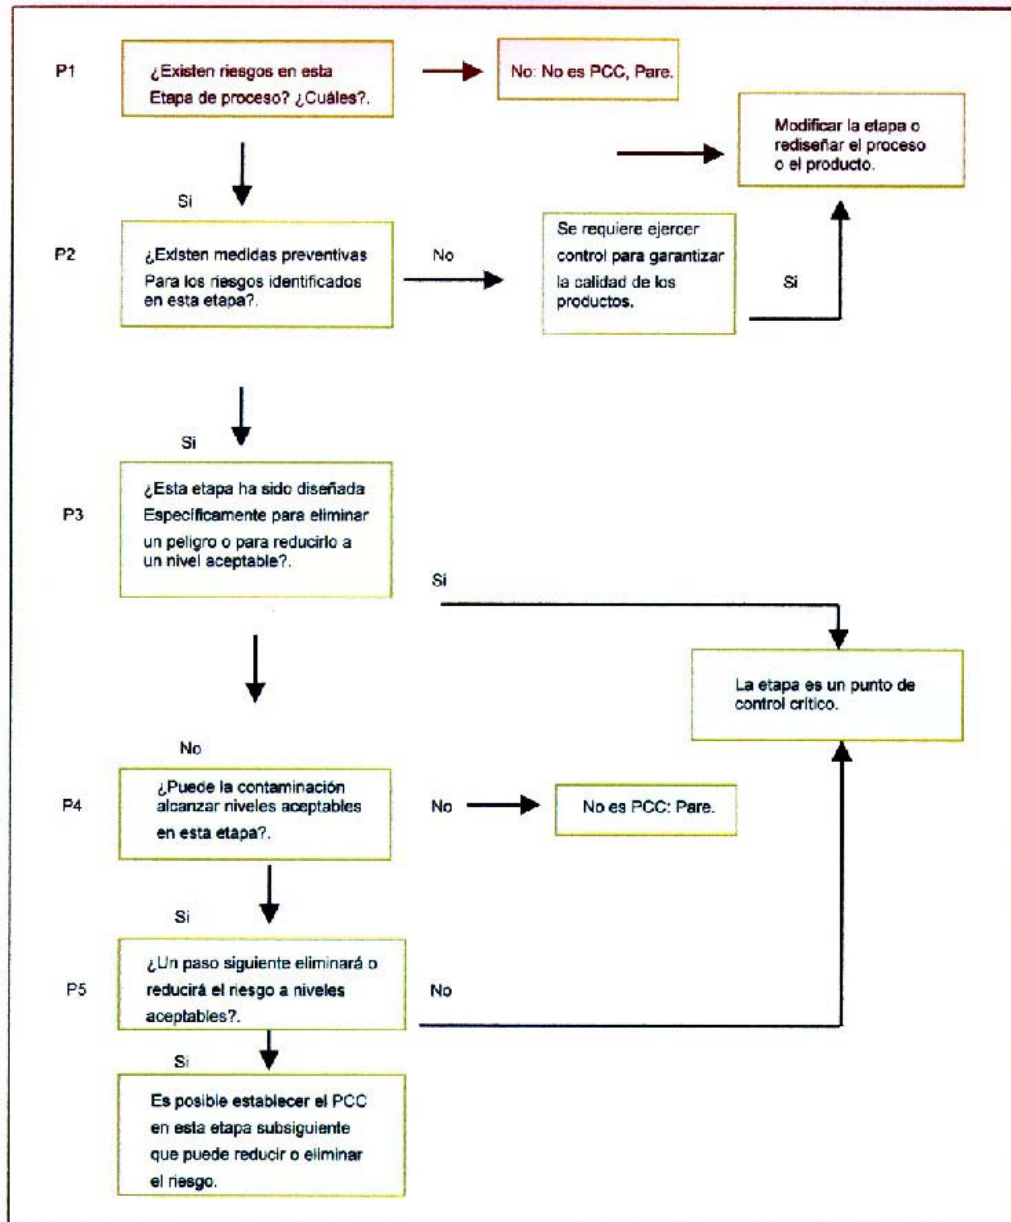 P1
¿Existen riesgos en esta
Etapa de proceso? ¿Cuáles?.
No: No es PCC, Pare.
Modificar la etapa o
rediseñar el proceso
o el producto.
Si
P2
¿Existen medidas preventivas
Para los riesgos identificados
en esta etapa?.
No
Se requiere ejercer
control para garantizar
la calidad de los
productos.
Si
Si
P3
¿Esta etapa ha sido diseñada
Específicamente para eliminar
un peligro o para reducirlo a
un nivel aceptable?.
Si
La etapa es un punto de
control crítico.
No
P4
¿Puede la contaminación
alcanzar niveles aceptables
en esta etapa?.
No
No es PCC: Pare.
Si
P5
¿Un paso siguiente eliminará o
reducirá el riesgo a niveles
aceptables?.
No
Si
Es posible establecer el PCC
en esta etapa subsiguiente
que puede reducir o eliminar
el riesgo.